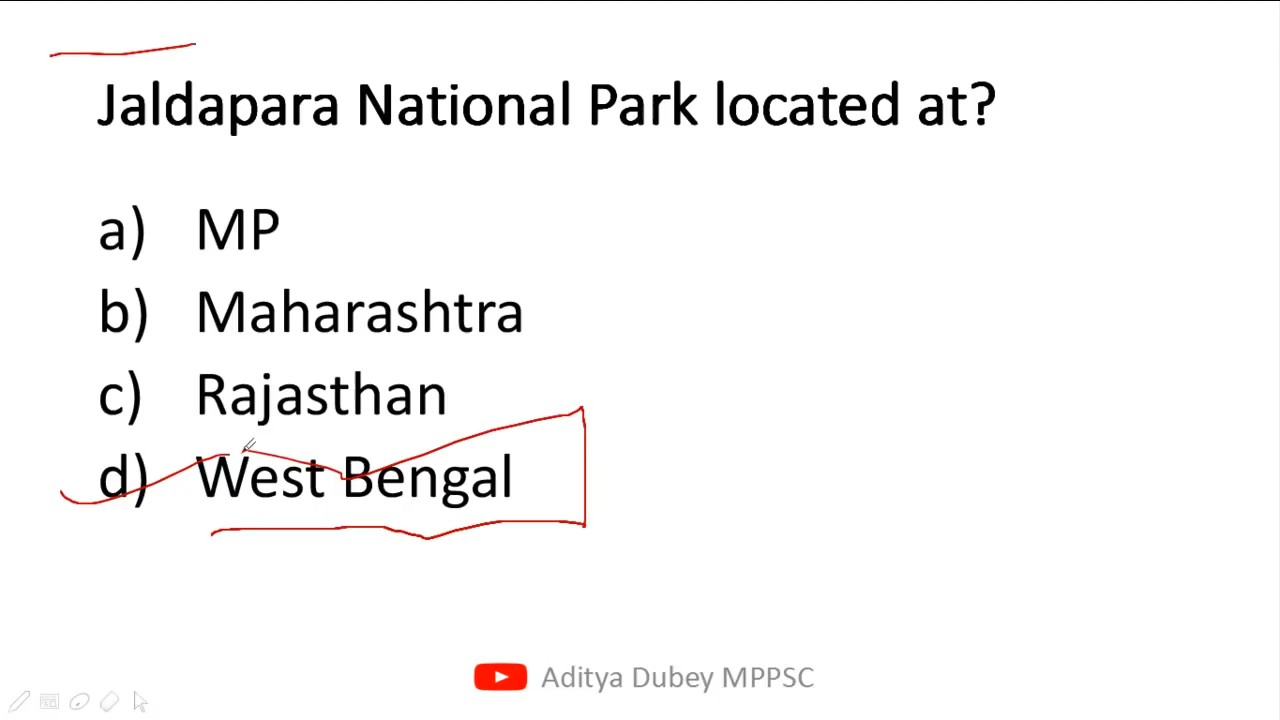 Jaldapara National Park located at?
a) MP
b) Maharashtra
c) Rajasthan
d) West Bengal
Aditya Dubey MPPSC